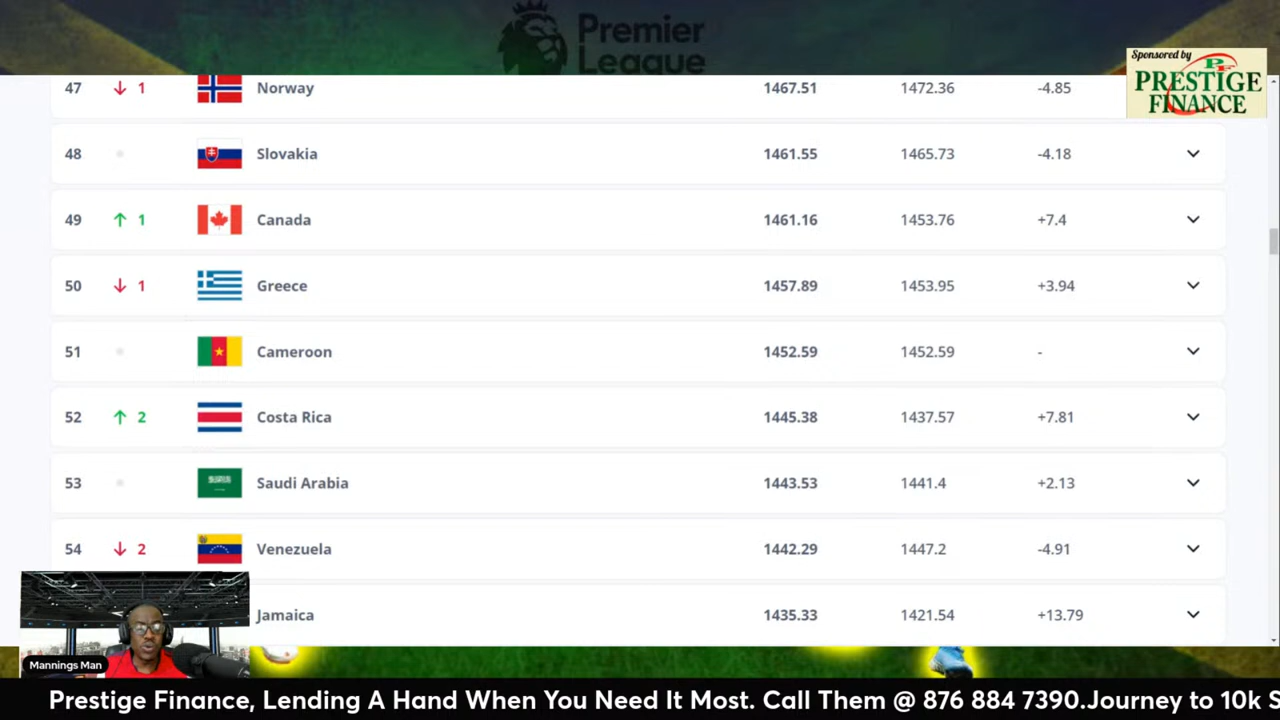 Premier
League
Sponsored by
PF
PRESTIGE
FINANCE
47 ↓ 1 Norway 1467.51 1472.36 -4.85
48 Slovakia 1461.55 1465.73 -4.18
49 ↑ 1 Canada 1461.16 1453.76 +7.4
50 ↓ 1 Greece 1457.89 1453.95 +3.94
51 Cameroon 1452.59 1452.59 -
52 ↑ 2 Costa Rica 1445.38 1437.57 +7.81
53 Saudi Arabia 1443.53 1441.4 +2.13
54 ↓ 2 Venezuela 1442.29 1447.2 -4.91
Jamaica 1435.33 1421.54 +13.79
Mannings Man
Prestige Finance, Lending A Hand When You Need It Most. Call Them @ 876 884 7390.Journey to 10k S